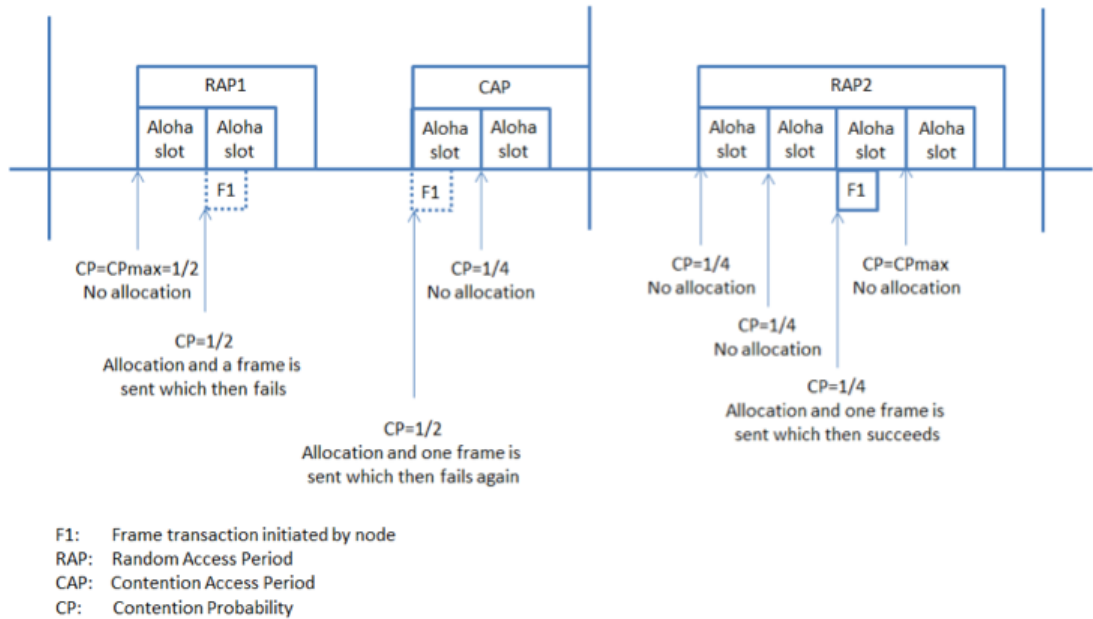 RAP1
CAP
RAP2
Aloha slot
Aloha slot
Aloha slot
Aloha slot
Aloha slot
Aloha slot
Aloha slot
Aloha slot
F1
F1
F1
CP=CPmax=1/2
No allocation
CP=1/2
Allocation and a frame is
sent which then fails
CP=1/2
Allocation and one frame is
sent which then fails again
CP=1/4
No allocation
CP=1/4
No allocation
CP=1/4
No allocation
CP=1/4
Allocation and one frame is
sent which then succeeds
CP=CPmax
No allocation
F1: Frame transaction initiated by node
RAP: Random Access Period
CAP: Contention Access Period
CP: Contention Probability